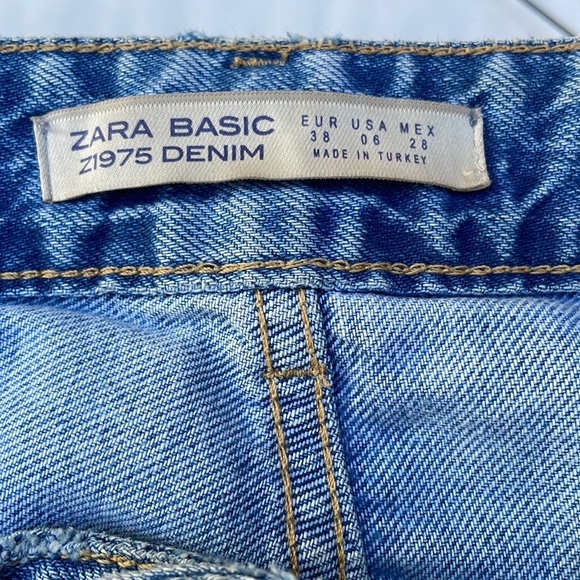 ZARA BASIC
Z1975 DENIM
EUR USA MEX
38 06 28
MADE IN TURKEY